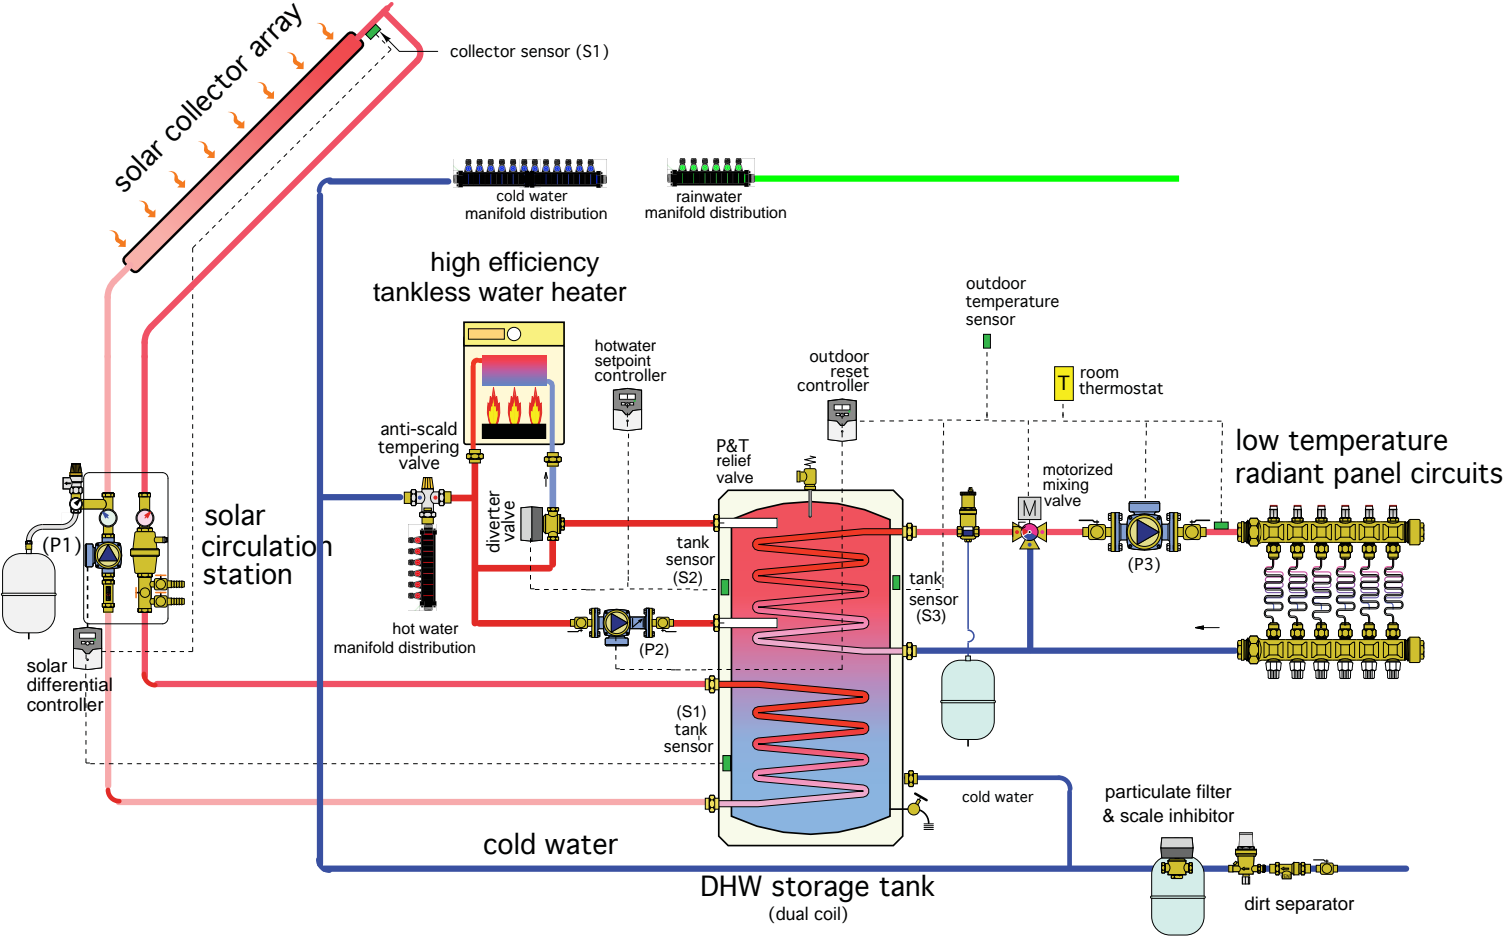 solar collector array
collector sensor (S1)
cold water
manifold distribution
rainwater
manifold distribution
high efficiency
tankless water heater
outdoor
temperature
sensor
hotwater
setpoint
controller
outdoor
reset
controller
T
room
thermostat
anti-scald
tempering
valve
P&T
relief
valve
low temperature
radiant panel circuits
motorized
mixing
valve
M
diverter
valve
solar
circulation
station
(P1)
tank
sensor
(S2)
tank
sensor
(S3)
(P3)
hot water
manifold distribution
(P2)
solar
differential
controller
(S1)
tank
sensor
cold water
particulate filter
& scale inhibitor
cold water
DHW storage tank
(dual coil)
dirt separator